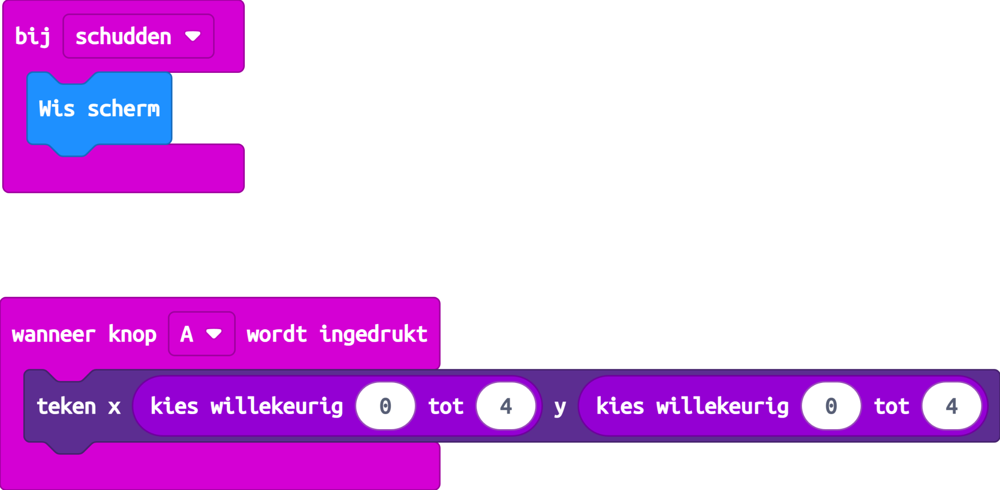 bij schudden
Wis scherm
wanneer knop A wordt ingedrukt
teken x kies willekeurig 0 tot 4 y kies willekeurig 0 tot 4